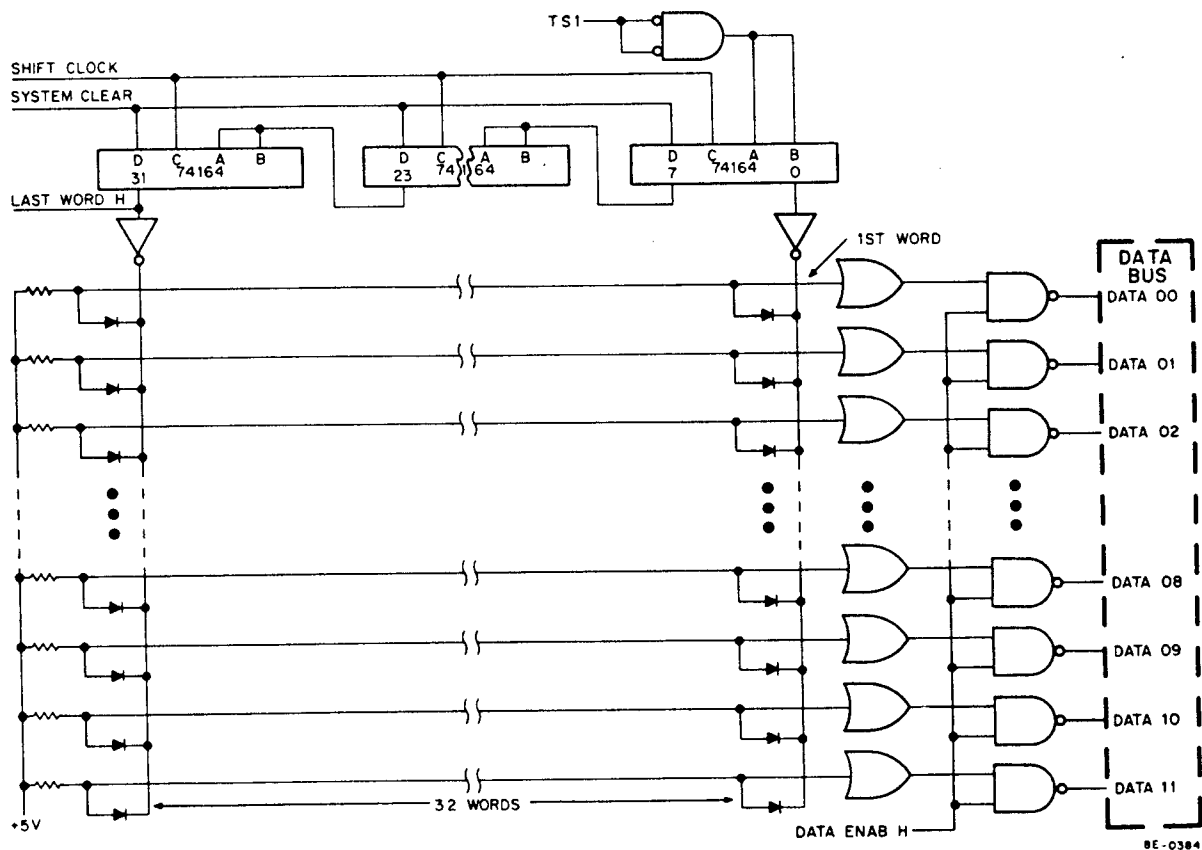 TS1
SHIFT CLOCK
SYSTEM CLEAR
D C A B
74164
31
D C A B
74164
23
D C A B
74164
7 0
LAST WORD H
1ST WORD
DATA
BUS
DATA 00
DATA 01
DATA 02
DATA 08
DATA 09
DATA 10
DATA 11
32 WORDS
+5V
DATA ENAB H
8E-0384